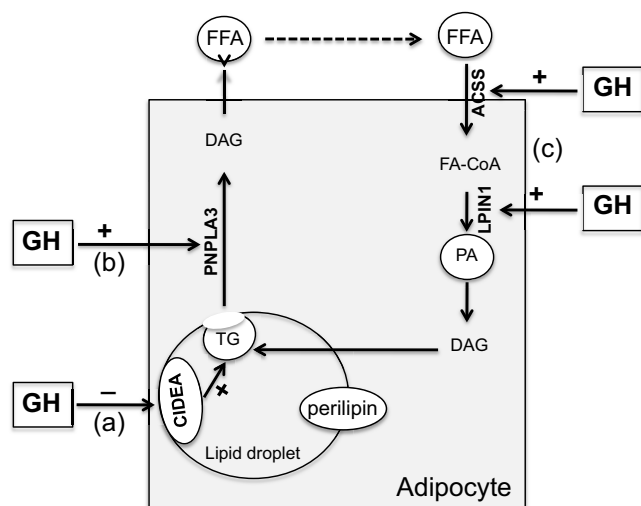 FFA
FFA
ACSS
+
GH
DAG
FA-CoA
(c)
LPIN1
+
GH
PNPLA3
GH
+
(b)
PA
TG
DAG
GH
–
(a)
CIDEA
+
perilipin
Lipid droplet
Adipocyte